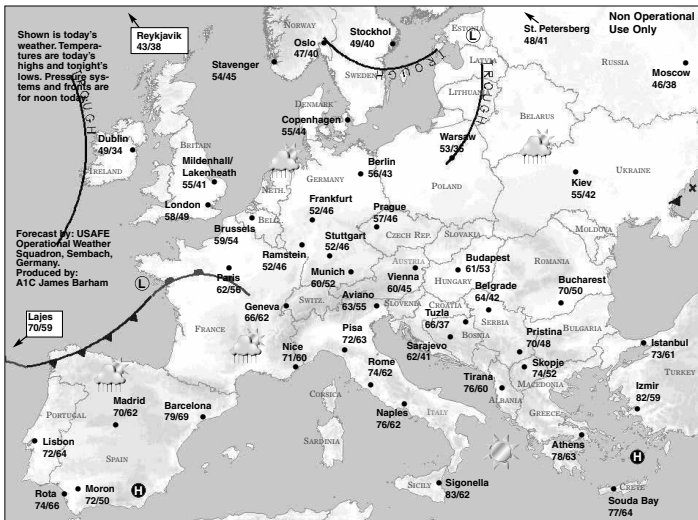 Shown is today's
weather. Tempera-
tures are today's
highs and tonight's
lows. Pressure sys-
tems and fronts are
for noon today.
Reykjavik
43/38
NORWAY
Oslo
47/40
Stockhol
49/40
ESTONIA
L
St. Petersberg
48/41
Non Operational
Use Only
Stavenger
54/45
SWEDEN
TROUGH
LATVIA
TROUGH
RUSSIA
Moscow
46/38
LITHUANIA
TROUGH
DENMARK
Copenhagen
55/44
BELARUS
Dublin
49/34
IRELAND
BRITAIN
Mildenhall/
Lakenheath
55/41
Warsaw
53/35
Berlin
56/43
GERMANY
NETH.
POLAND
UKRAINE
Kiev
55/42
London
58/49
Brussels
59/54
BELG.
Frankfurt
52/46
Prague
57/46
Forecast by: USAFE
Operational Weather
Squadron, Sembach,
Germany.
Produced by:
A1C James Barham
Ramstein
52/46
Stuttgart
52/46
CZECH REP.
SLOVAKIA
MOLDOVA
Paris
62/56
L
Munich
60/52
AUSTRIA
Vienna
60/45
Budapest
61/53
HUNGARY
ROMANIA
Lajes
70/59
Geneva
66/62
SWITZ.
Aviano
63/55
SLOVENIA
CROATIA
Belgrade
64/42
Bucharest
70/50
FRANCE
Tuzla
66/37
BOSNIA
SERBIA
Pisa
72/63
Sarajevo
62/41
Pristina
70/48
BULGARIA
Nice
71/60
Rome
74/62
Skopje
74/52
MACEDONIA
Istanbul
73/61
TURKEY
Madrid
70/62
Barcelona
79/69
CORSICA
Tirana
76/60
ALBANIA
Izmir
82/59
PORTUGAL
Naples
76/62
ITALY
GREECE
Lisbon
72/64
SPAIN
SARDINIA
Athens
78/63
H
Rota
74/66
Moron
72/50
H
SICILY
Sigonella
83/62
CRETE
Souda Bay
77/64